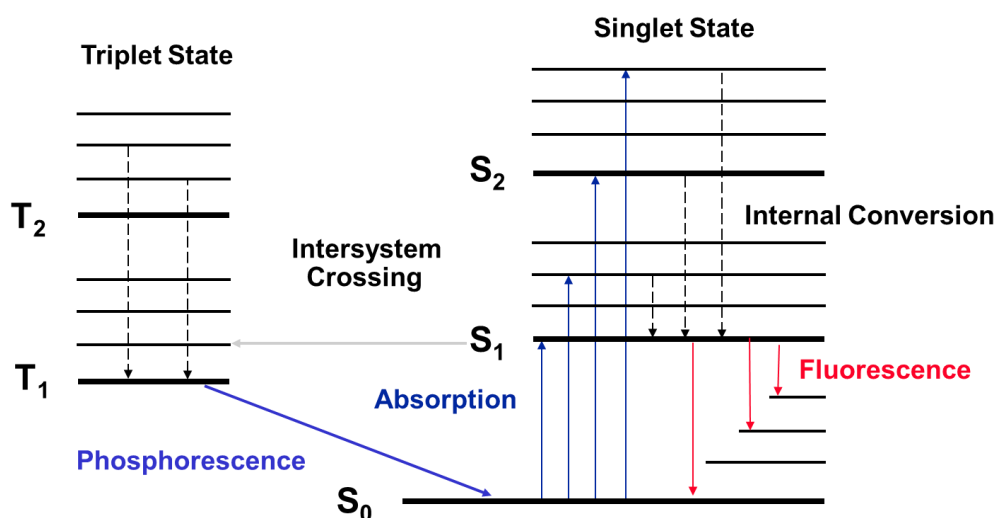 Singlet State
Triplet State
S2
T2
Internal Conversion
Intersystem
Crossing
S1
T1
Fluorescence
Absorption
Phosphorescence
S0